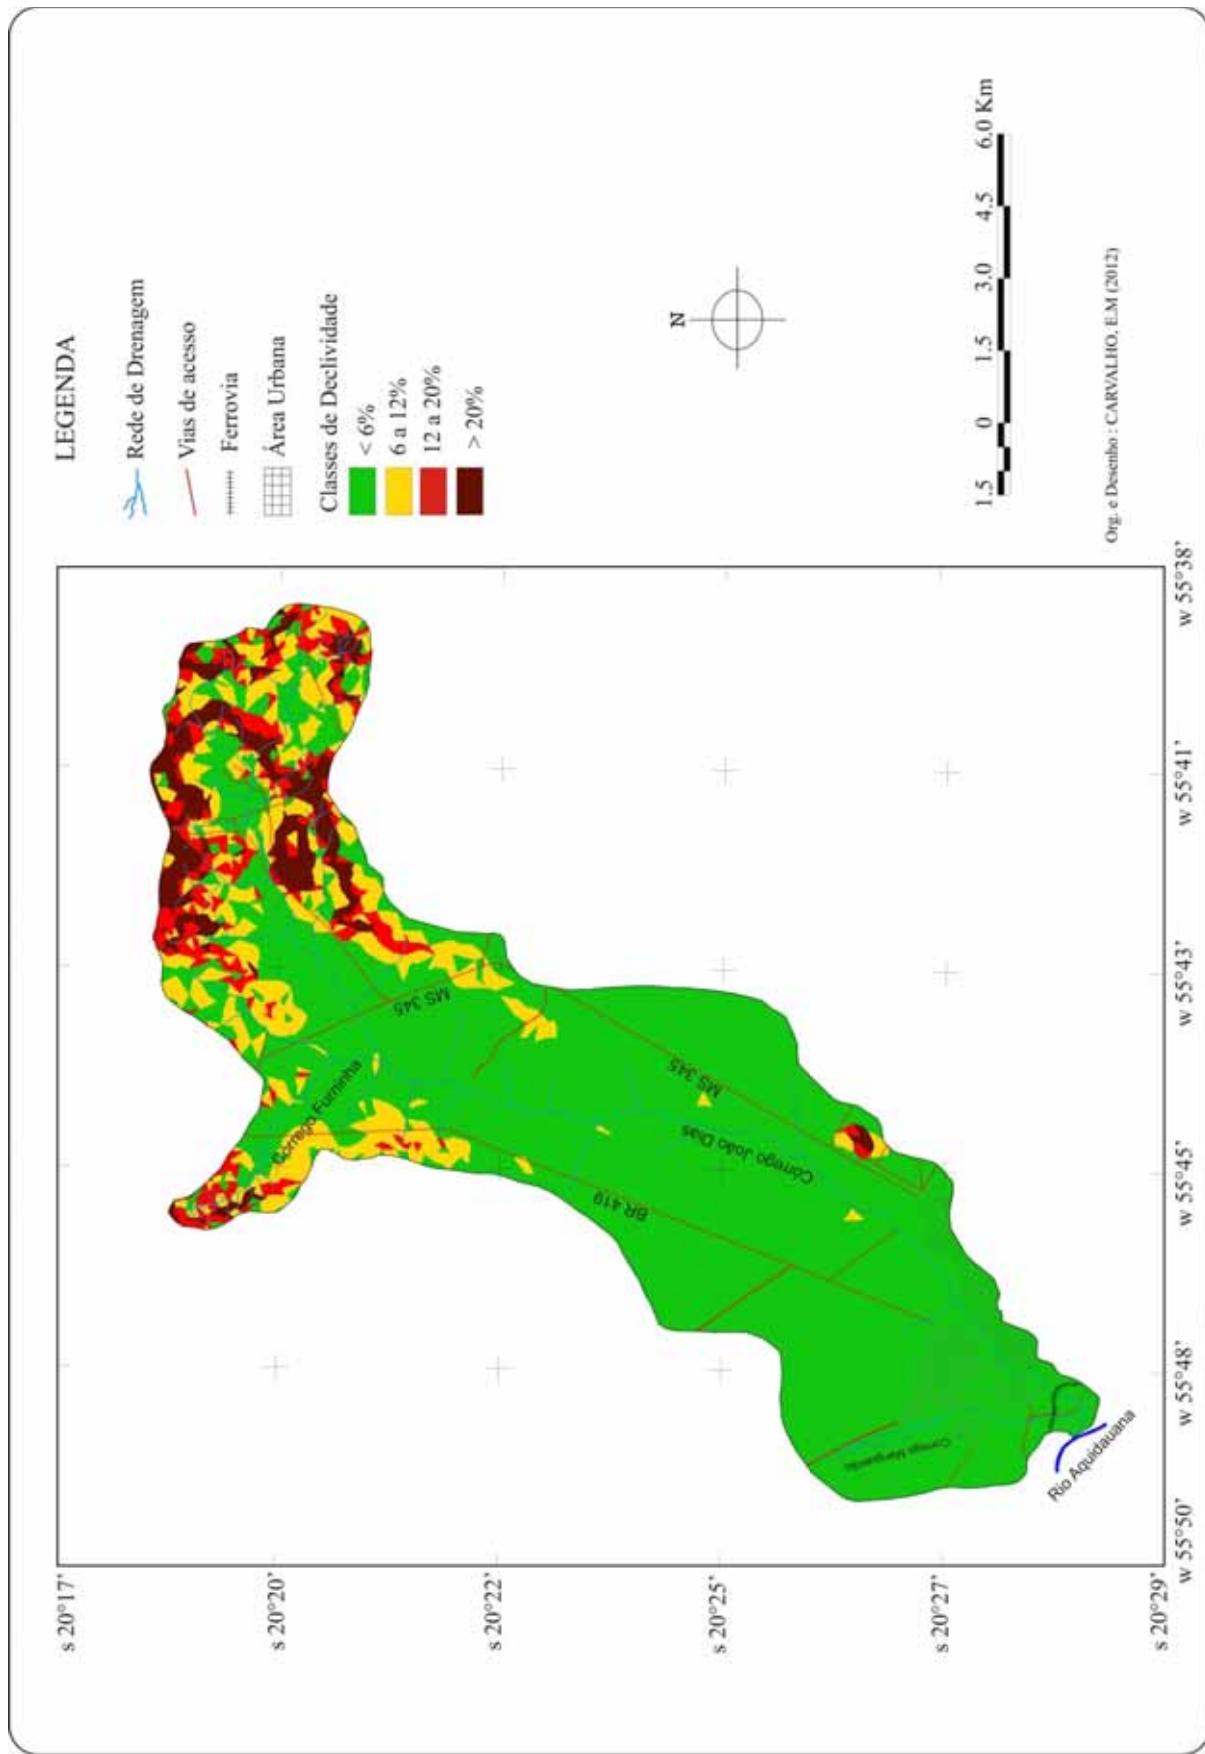 LEGENDA
Rede de Drenagem
Vias de acesso
Ferrovia
Área Urbana
Classes de Declividade
< 6%
6 a 12%
12 a 20%
> 20%
N
1.5 0 1.5 3.0 4.5 6.0 Km
Org. e Desenho : CARVALHO, E.M (2012)
s 20°17'
s 20°20'
s 20°22'
s 20°25'
s 20°27'
s 20°29'
w 55°50'
w 55°48'
w 55°45'
w 55°43'
w 55°41'
w 55°38'
Córrego Furninha
MS 345
MS 345
Córrego João Dias
BR 419
Rio Aquidauana